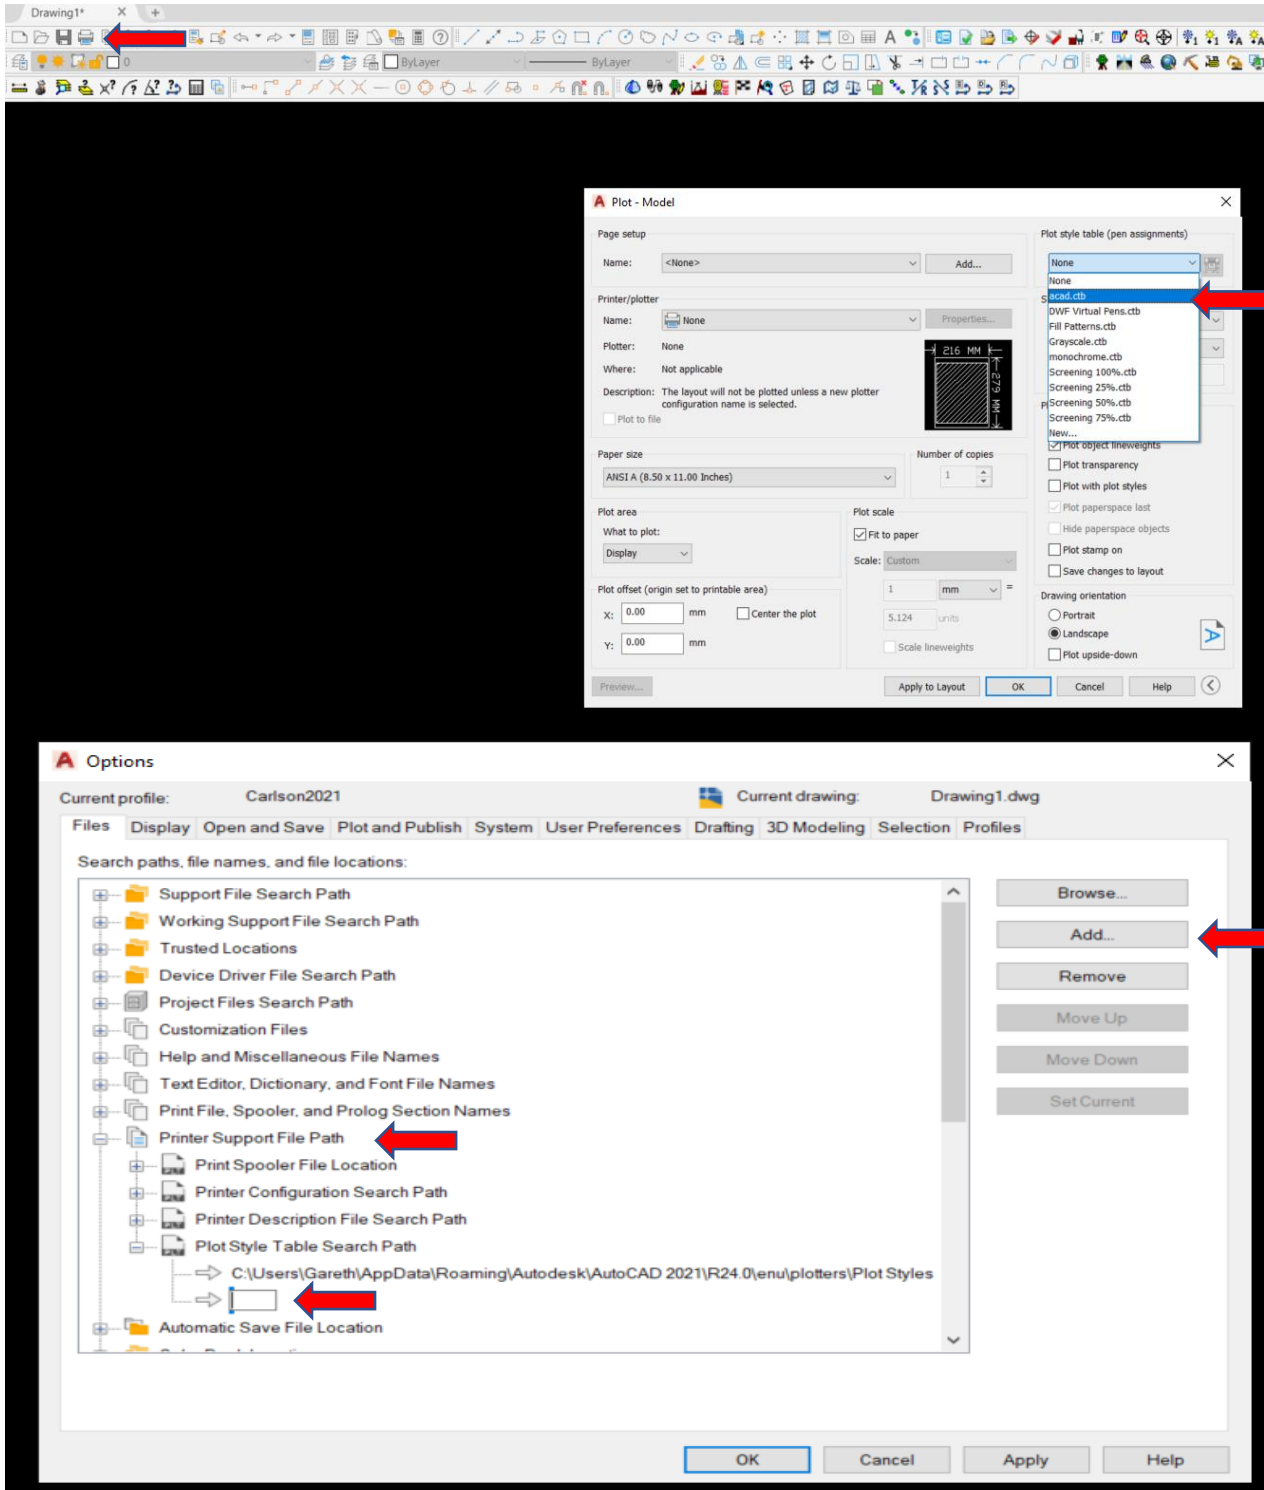 Drawing1*
0
ByLayer
ByLayer
A Plot - Model
Page setup
Name: <None> Add...
Printer/plotter
Name: None Properties...
Plotter: None
Where: Not applicable
Description: The layout will not be plotted unless a new plotter
configuration name is selected.
Plot to file
216 MM
279 MM
Paper size
ANSI A (8.50 x 11.00 Inches)
Number of copies
1
Plot area
What to plot:
Display
Plot scale
Fit to paper
Scale: Custom
1 mm =
5.124 units
Scale lineweights
Plot offset (origin set to printable area)
X: 0.00 mm Center the plot
Y: 0.00 mm
Plot style table (pen assignments)
None
None
acad.ctb
DWF Virtual Pens.ctb
Fill Patterns.ctb
Grayscale.ctb
monochrome.ctb
Screening 100%.ctb
Screening 25%.ctb
Screening 50%.ctb
Screening 75%.ctb
New...
Plot object lineweights
Plot transparency
Plot with plot styles
Plot paperspace last
Hide paperspace objects
Plot stamp on
Save changes to layout
Drawing orientation
Portrait
Landscape
Plot upside-down
A
Preview... Apply to Layout OK Cancel Help
A Options
Current profile: Carlson2021 Current drawing: Drawing1.dwg
Files Display Open and Save Plot and Publish System User Preferences Drafting 3D Modeling Selection Profiles
Search paths, file names, and file locations:
Support File Search Path
Working Support File Search Path
Trusted Locations
Device Driver File Search Path
Project Files Search Path
Customization Files
Help and Miscellaneous File Names
Text Editor, Dictionary, and Font File Names
Print File, Spooler, and Prolog Section Names
Printer Support File Path
Print Spooler File Location
Printer Configuration Search Path
Printer Description File Search Path
Plot Style Table Search Path
C:\Users\Gareth\AppData\Roaming\Autodesk\AutoCAD 2021\R24.0\enu\plotters\Plot Styles
Automatic Save File Location
Browse...
Add...
Remove
Move Up
Move Down
Set Current
OK Cancel Apply Help